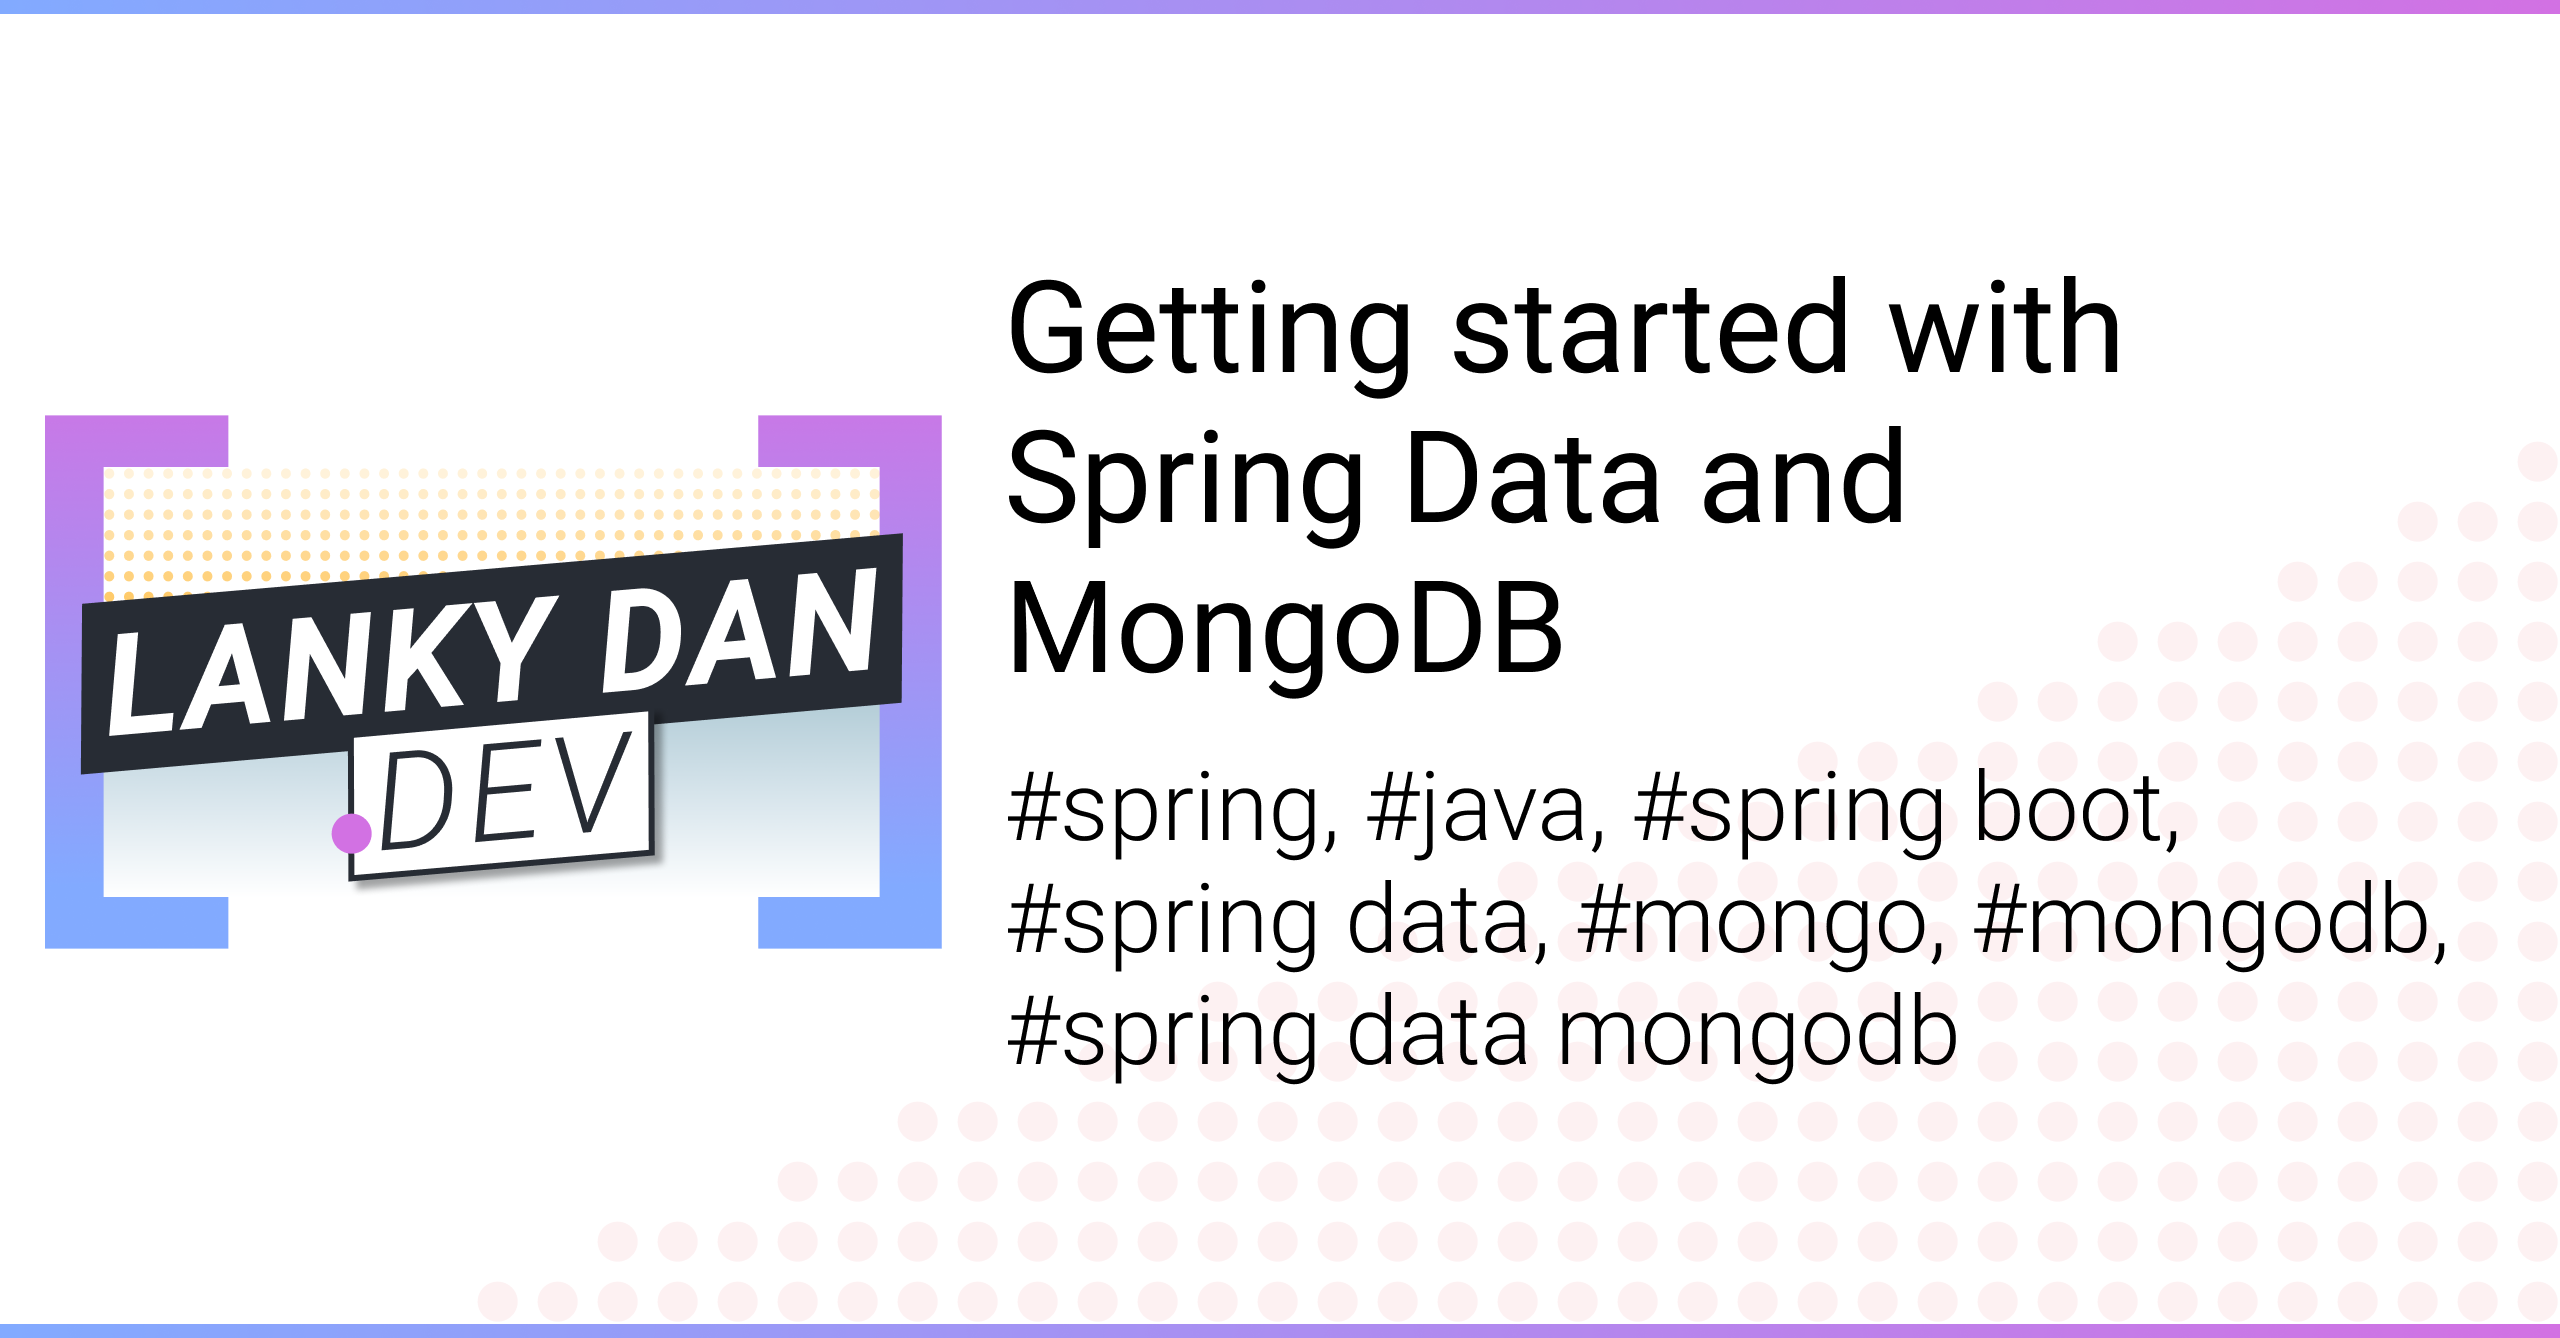 LANKY DAN
.DEV
Getting started with
Spring Data and
MongoDB
#spring, #java, #spring boot,
#spring data, #mongo, #mongodb,
#spring data mongodb